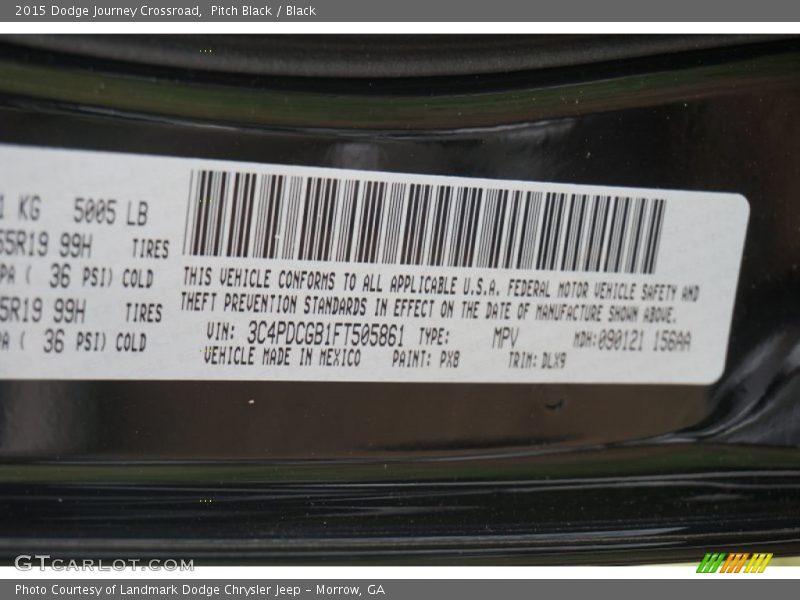 2015 Dodge Journey Crossroad, Pitch Black / Black
KG 5005 LB
55R19 99H TIRES
PA ( 36 PSI) COLD
5R19 99H TIRES
PA ( 36 PSI) COLD
THIS VEHICLE CONFORMS TO ALL APPLICABLE U.S.A. FEDERAL MOTOR VEHICLE SAFETY AND
THEFT PREVENTION STANDARDS IN EFFECT ON THE DATE OF MANUFACTURE SHOWN ABOVE.
VIN: 3C4PDCGB1FT505861 TYPE: MPV MDH:090121 156AA
VEHICLE MADE IN MEXICO PAINT: PX8 TRIM: DLX9
GTCARLOT.COM
Photo Courtesy of Landmark Dodge Chrysler Jeep – Morrow, GA